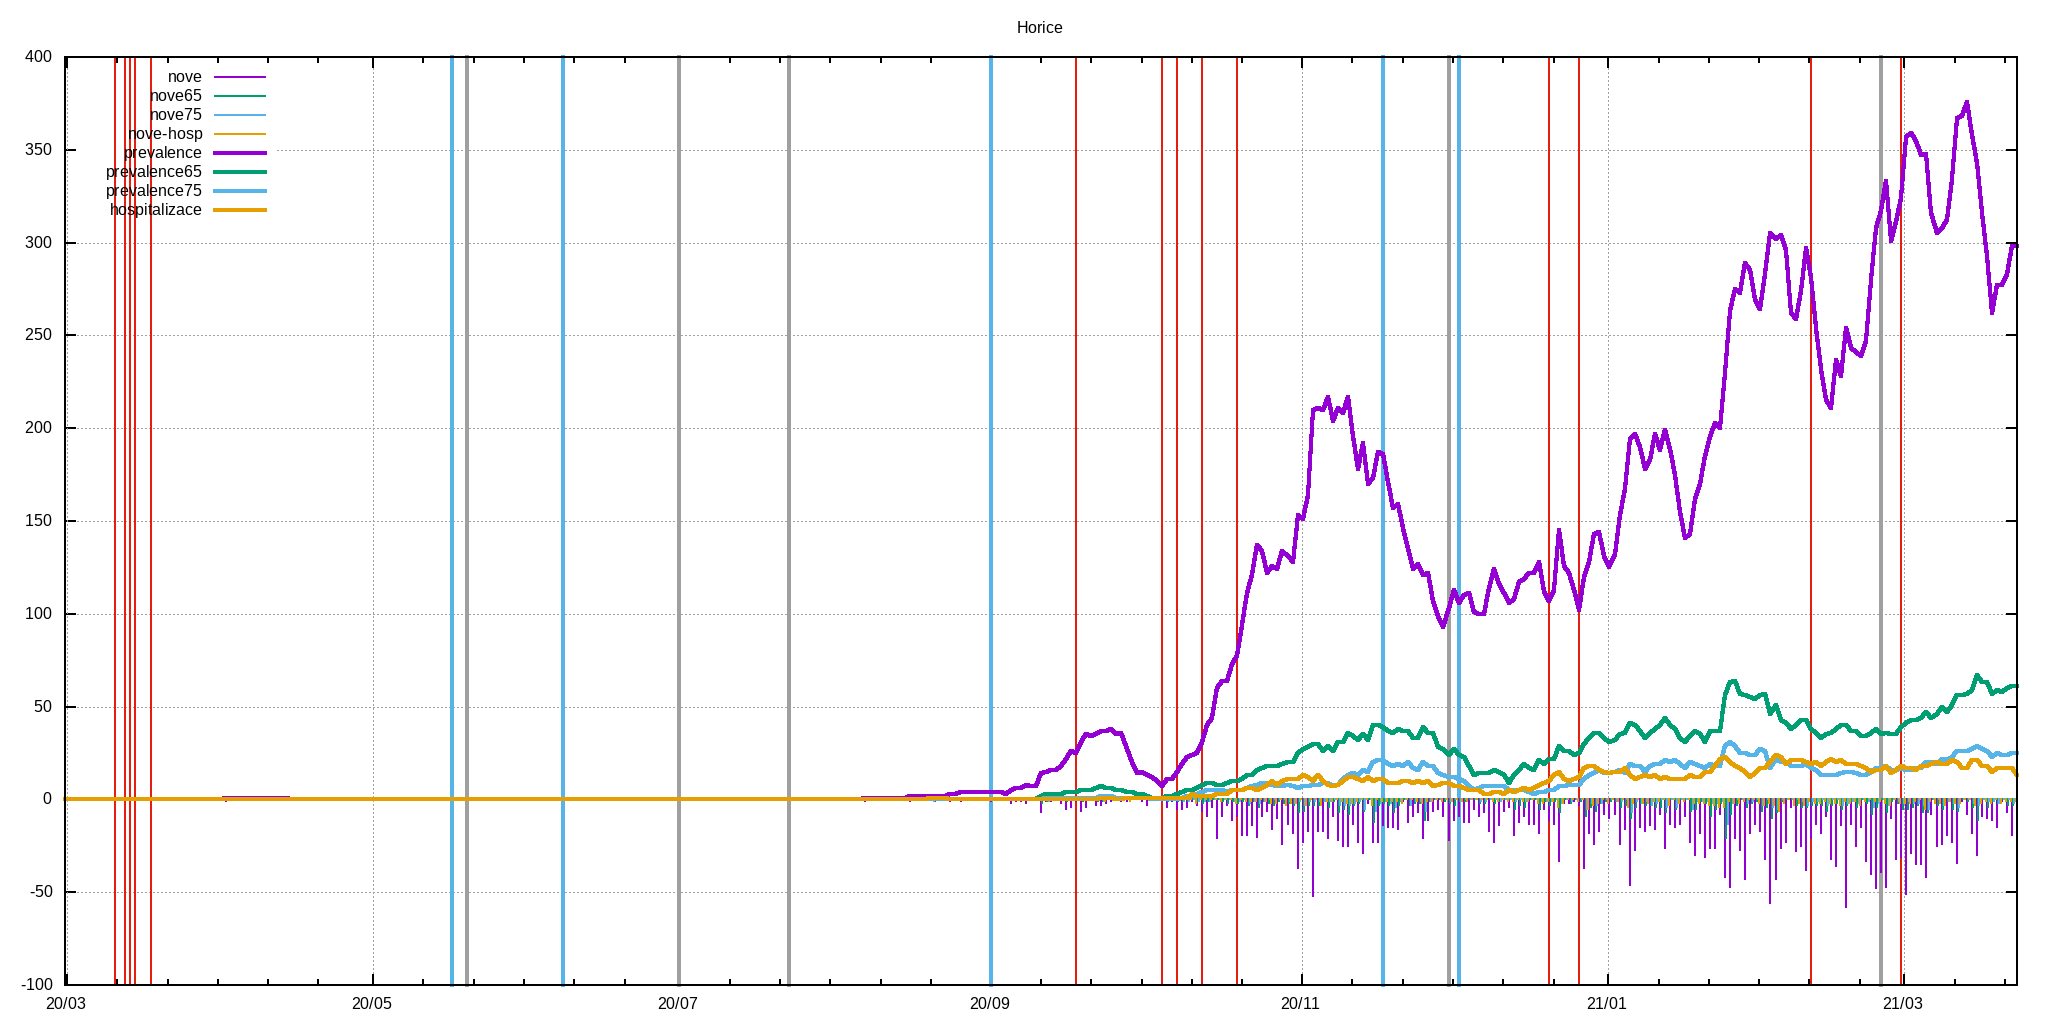 Horice
400
350
300
250
200
150
100
50
0
-50
-100
nove
nove65
nove75
nove-hosp
prevalence
prevalence65
prevalence75
hospitalizace
20/03 20/05 20/07 20/09 20/11 21/01 21/03